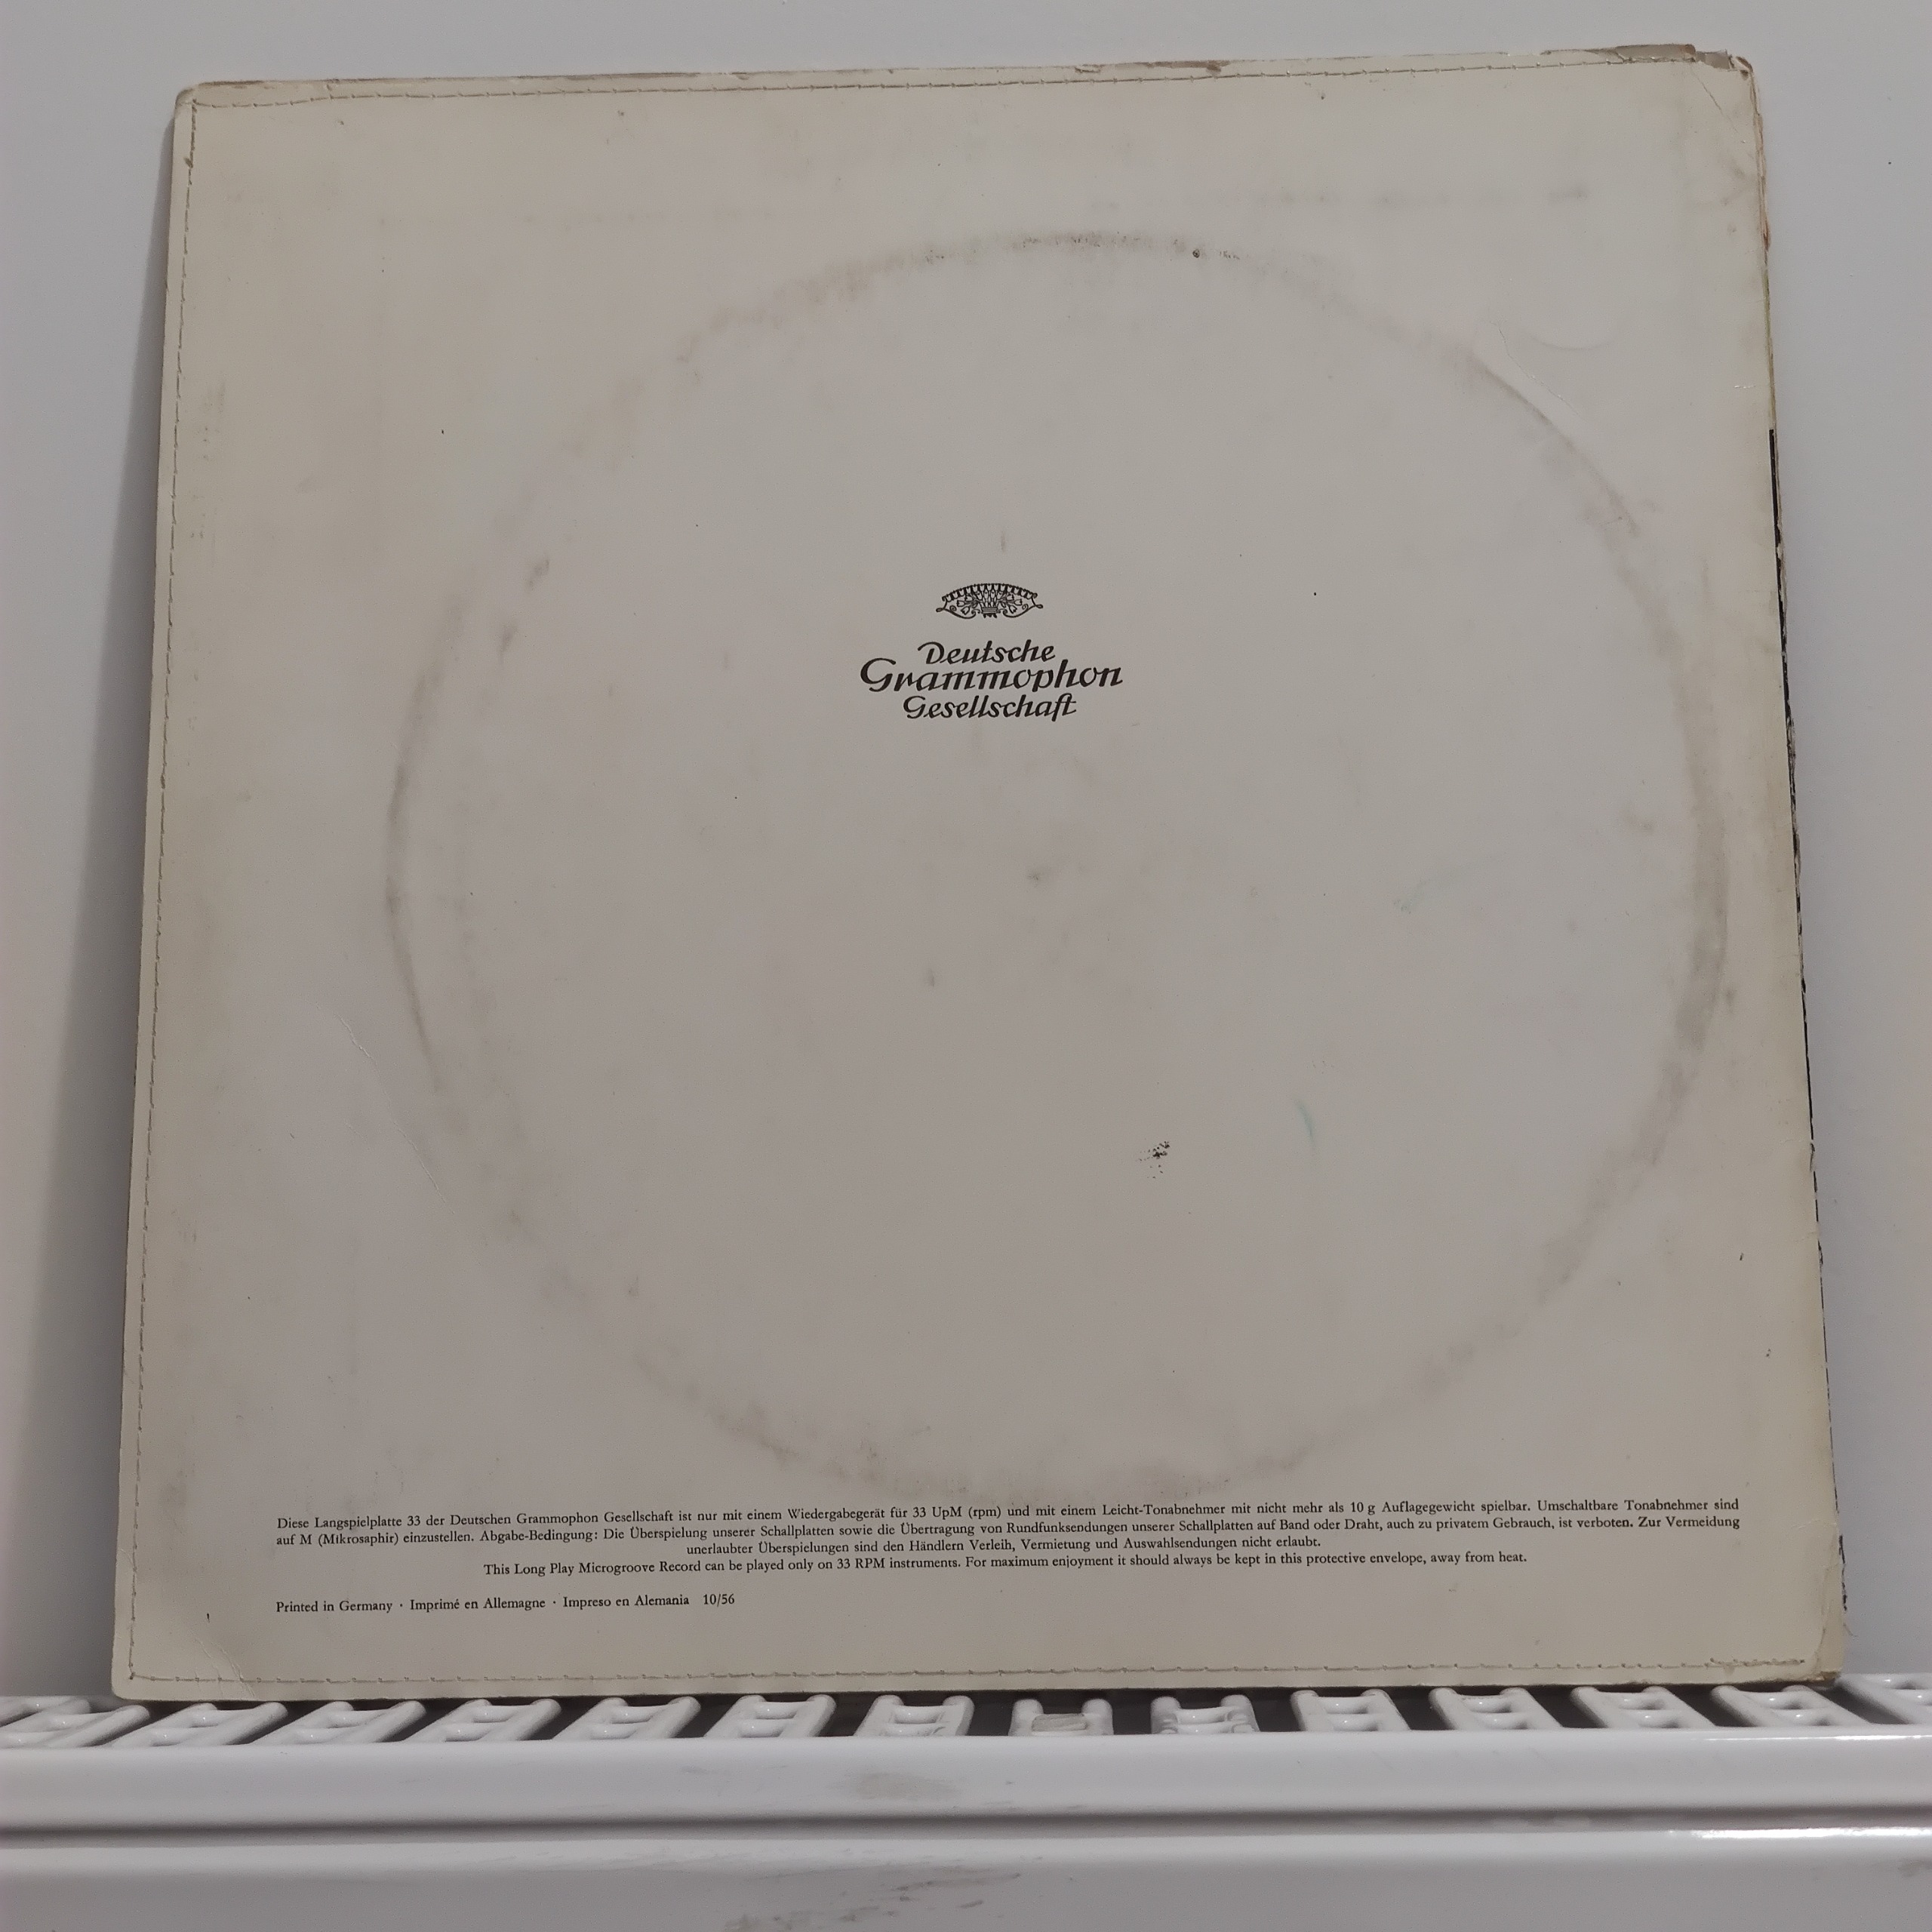 Deutsche
Grammophon
Gesellschaft
Diese Langspielplatte 33 der Deutschen Grammophon Gesellschaft ist nur mit einem Wiedergabegerät für 33 UpM (rpm) und mit einem Leicht-Tonabnehmer mit nicht mehr als 10 g Auflagegewicht spielbar. Umschaltbare Tonabnehmer sind
auf M (Mikrosaphir) einzustellen. Abgabe-Bedingung: Die Überspielung unserer Schallplatten sowie die Übertragung von Rundfunksendungen unserer Schallplatten auf Band oder Draht, auch zu privatem Gebrauch, ist verboten. Zur Vermeidung
unerlaubter Überspielungen sind den Händlern Verleih, Vermietung und Auswahlsendungen nicht erlaubt.
This Long Play Microgroove Record can be played only on 33 RPM instruments. For maximum enjoyment it should always be kept in this protective envelope, away from heat.
Printed in Germany · Imprimé en Allemagne · Impreso en Alemania 10/56